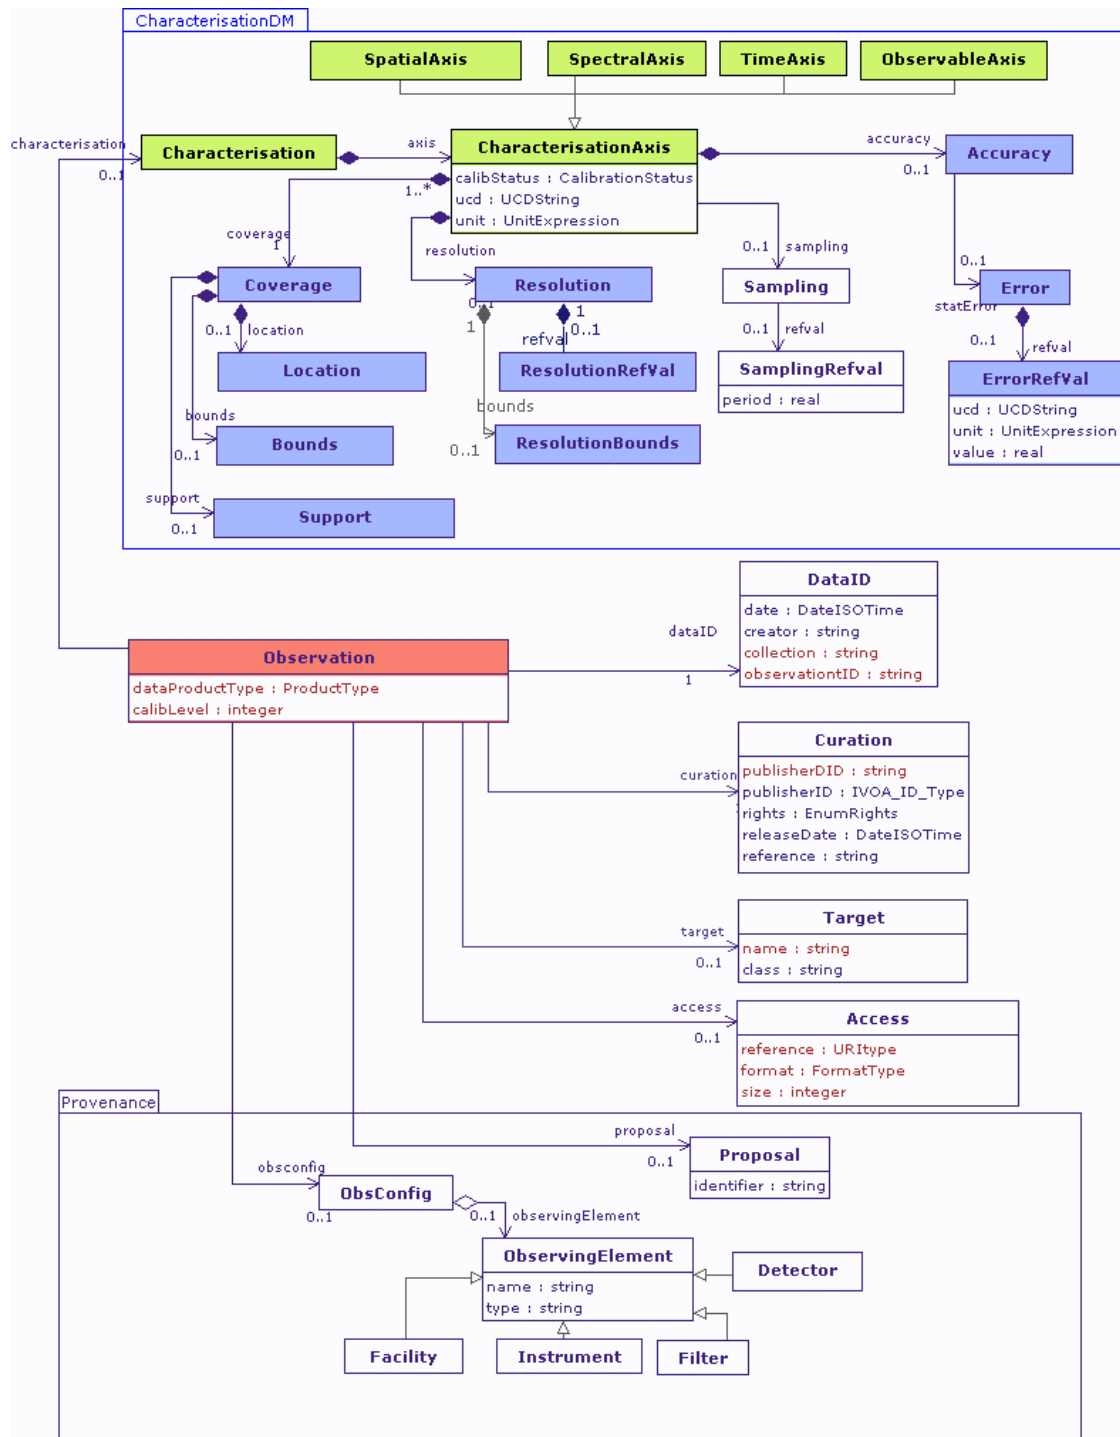 CharacterisationDM
SpatialAxis
SpectralAxis
TimeAxis
ObservableAxis
characterisation
0..1
Characterisation
axis
1..*
CharacterisationAxis
calibStatus : CalibrationStatus
ucd : UCDString
unit : UnitExpression
accuracy
0..1
Accuracy
coverage
1
resolution
0..1
0..1 sampling
0..1
statError
Coverage
Resolution
Sampling
Error
0..1 location
1
1
0..1
refval
0..1 refval
0..1
refval
Location
ResolutionRefVal
SamplingRefval
period : real
ErrorRefVal
ucd : UCDString
unit : UnitExpression
value : real
bounds
0..1
Bounds
bounds
0..1
ResolutionBounds
support
0..1
Support
Observation
dataProductType : ProductType
calibLevel : integer
dataID
1
DataID
date : DateISOTime
creator : string
collection : string
observationtID : string
curation
Curation
publisherDID : string
publisherID : IVOA_ID_Type
rights : EnumRights
releaseDate : DateISOTime
reference : string
target
0..1
Target
name : string
class : string
access
0..1
Access
reference : URItype
format : FormatType
size : integer
Provenance
proposal
0..1
Proposal
identifier : string
obsconfig
0..1
ObsConfig
0..1 observingElement
ObservingElement
name : string
type : string
Detector
Facility
Instrument
Filter